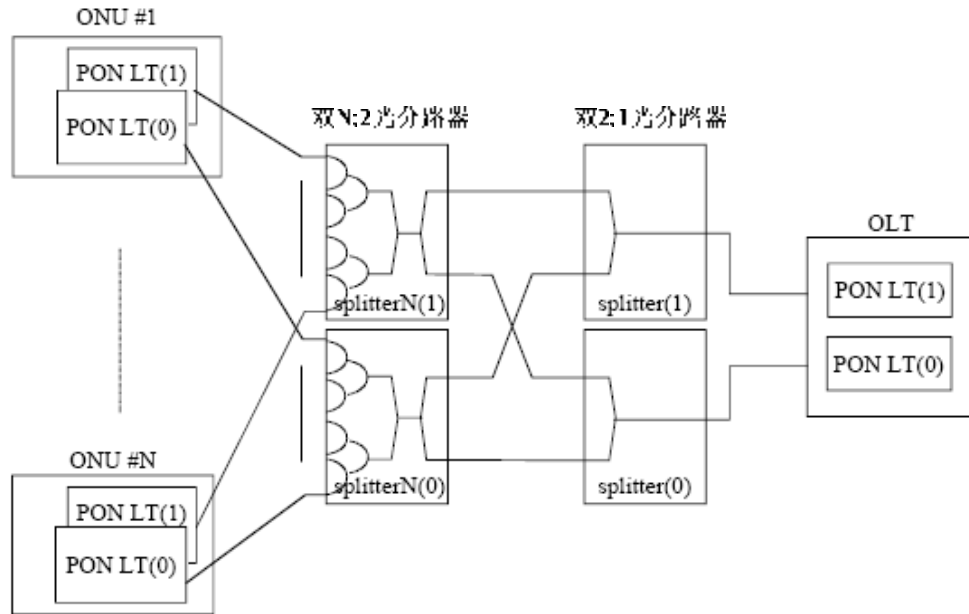 ONU #1
PON LT(1)
PON LT(0)
双N:2光分路器
双2:1光分路器
splitterN(1)
splitter(1)
OLT
PON LT(1)
PON LT(0)
splitterN(0)
splitter(0)
ONU #N
PON LT(1)
PON LT(0)